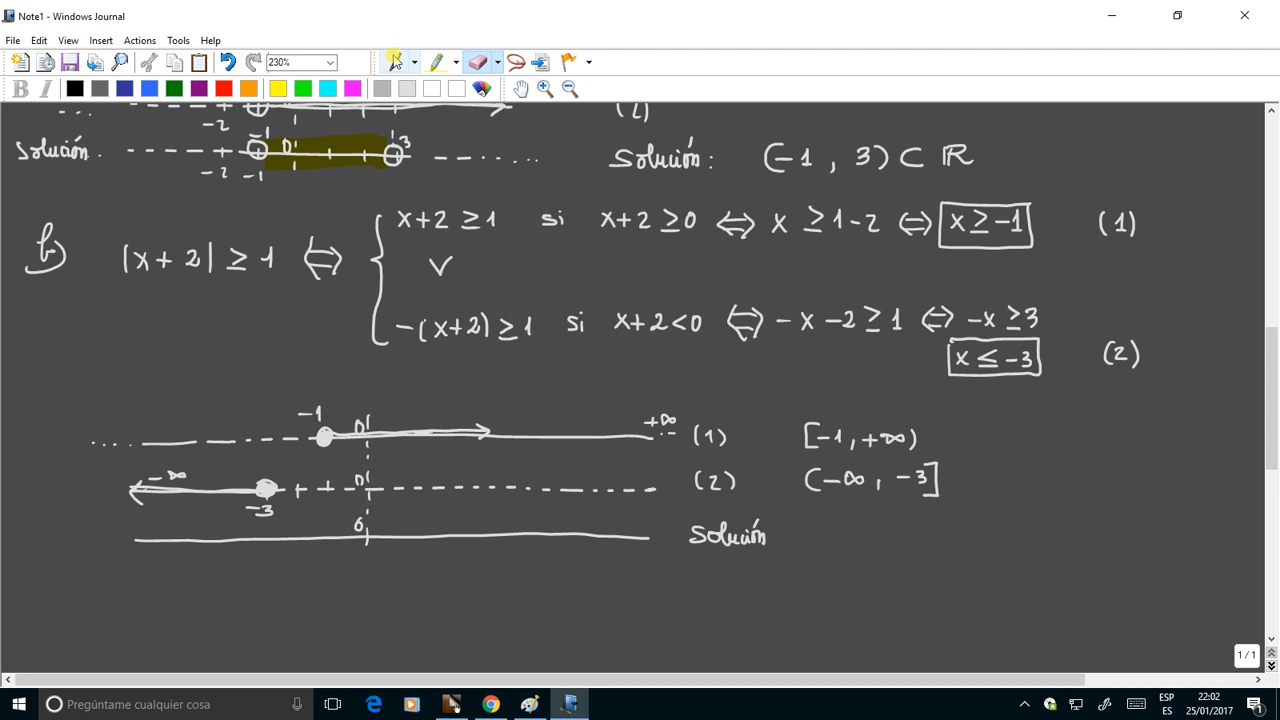 Note1 - Windows Journal
File Edit View Insert Actions Tools Help
230%
B I
-2 (2)
Solución. -1 0 3 Solución: (-1, 3) ⊂ ℝ
-2 -1
b) |x + 2| ≥ 1 ⇔ { x+2 ≥ 1 si x+2 ≥ 0 ⇔ x ≥ 1-2 ⇔ x ≥ -1 (1)
∨
-(x+2) ≥ 1 si x+2 < 0 ⇔ -x -2 ≥ 1 ⇔ -x ≥ 3
x ≤ -3 (2)
-1 0 +∞ (1) [-1, +∞)
-∞ -3 0 (2) (-∞, -3]
0 Solución
1 / 1
Pregúntame cualquier cosa
ESP 22:02
ES 25/01/2017